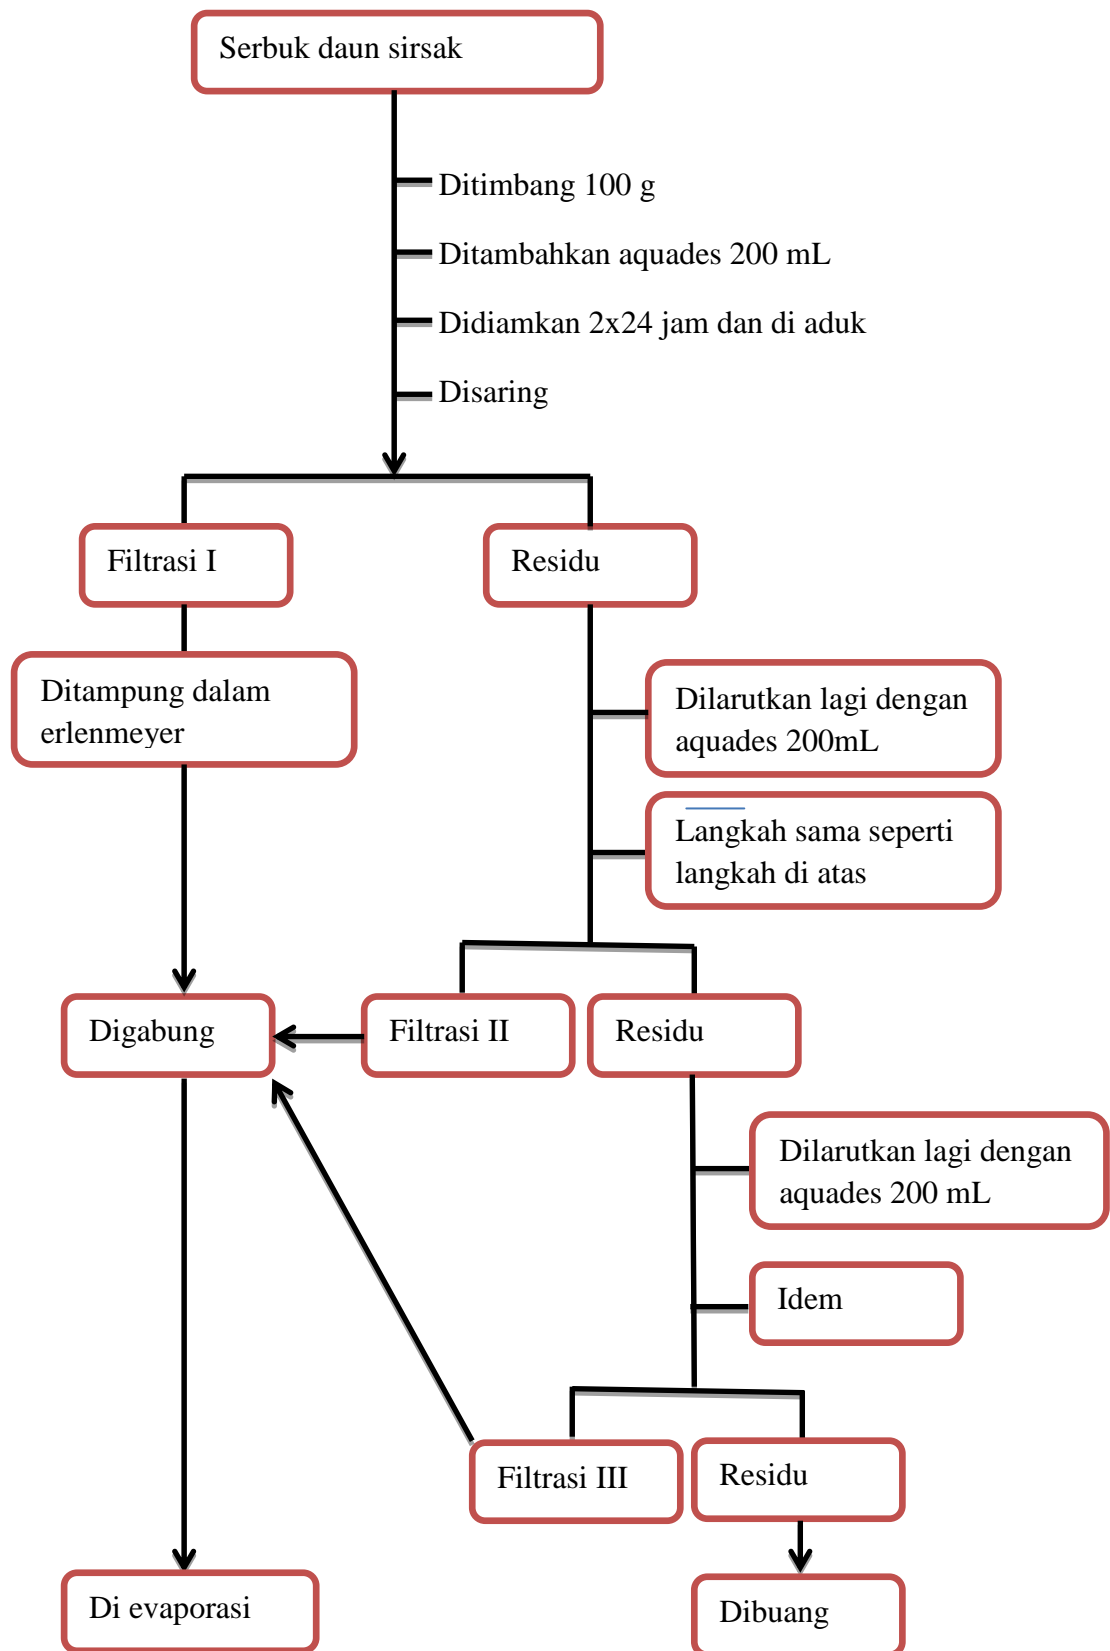 Serbuk daun sirsak
Ditimbang 100 g
Ditambahkan aquades 200 mL
Didiamkan 2x24 jam dan di aduk
Disaring
Filtrasi I
Residu
Ditampung dalam
erlenmeyer
Dilarutkan lagi dengan
aquades 200mL
Langkah sama seperti
langkah di atas
Digabung
Filtrasi II
Residu
Dilarutkan lagi dengan
aquades 200 mL
Idem
Filtrasi III
Residu
Di evaporasi
Dibuang